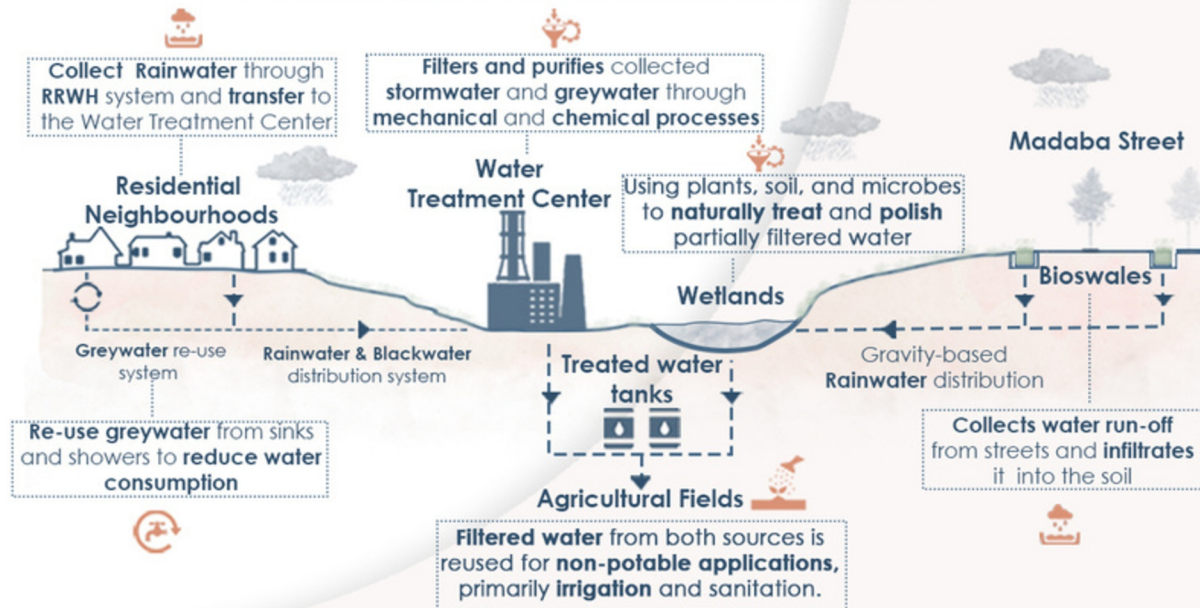 Collect Rainwater through
RRWH system and transfer to
the Water Treatment Center
Residential
Neighbourhoods
Filters and purifies collected
stormwater and greywater through
mechanical and chemical processes
Water
Treatment Center
Using plants, soil, and microbes
to naturally treat and polish
partially filtered water
Wetlands
Madaba Street
Bioswales
Greywater re-use
system
Rainwater & Blackwater
distribution system
Treated water
tanks
Gravity-based
Rainwater distribution
Re-use greywater from sinks
and showers to reduce water
consumption
Collects water run-off
from streets and infiltrates
it into the soil
Agricultural Fields
Filtered water from both sources is
reused for non-potable applications,
primarily irrigation and sanitation.